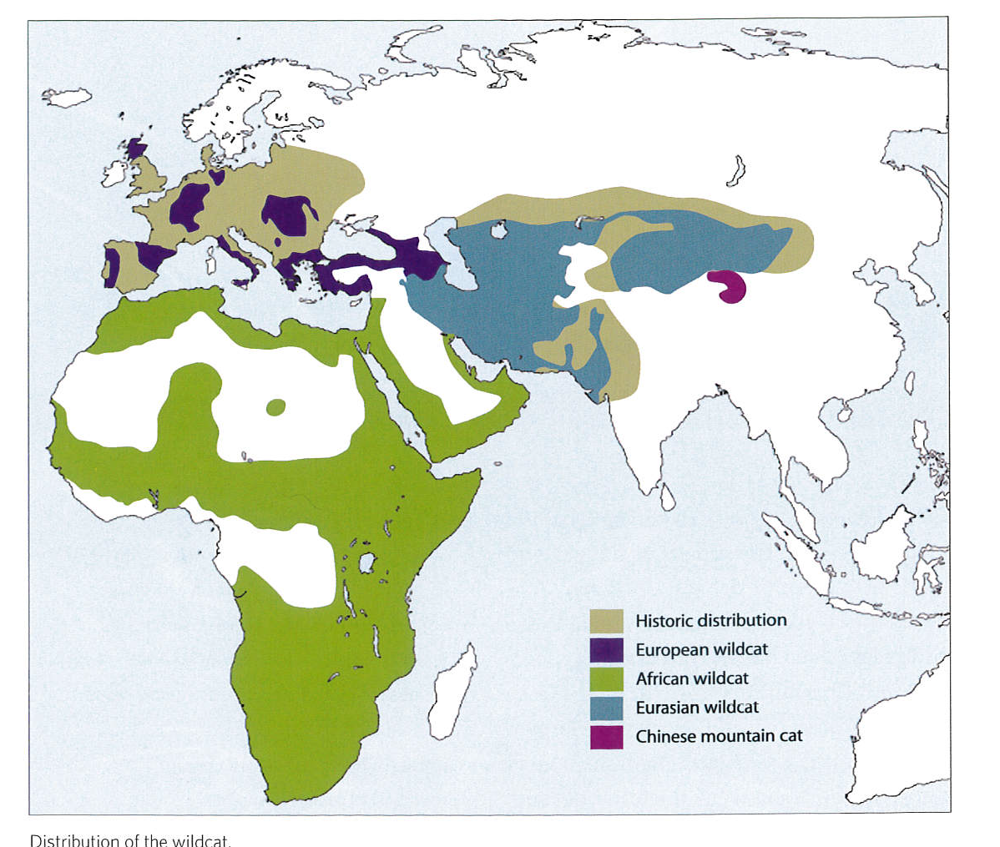 Historic distribution
European wildcat
African wildcat
Eurasian wildcat
Chinese mountain cat
Distribution of the wildcat.